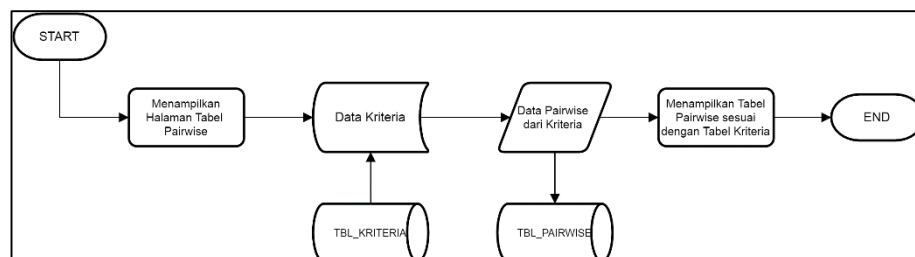 START
Menampilkan
Halaman Tabel
Pairwise
Data Kriteria
Data Pairwise
dari Kriteria
Menampilkan Tabel
Pairwise sesuai
dengan Tabel Kriteria
END
TBL_KRITERIA
TBL_PAIRWISE